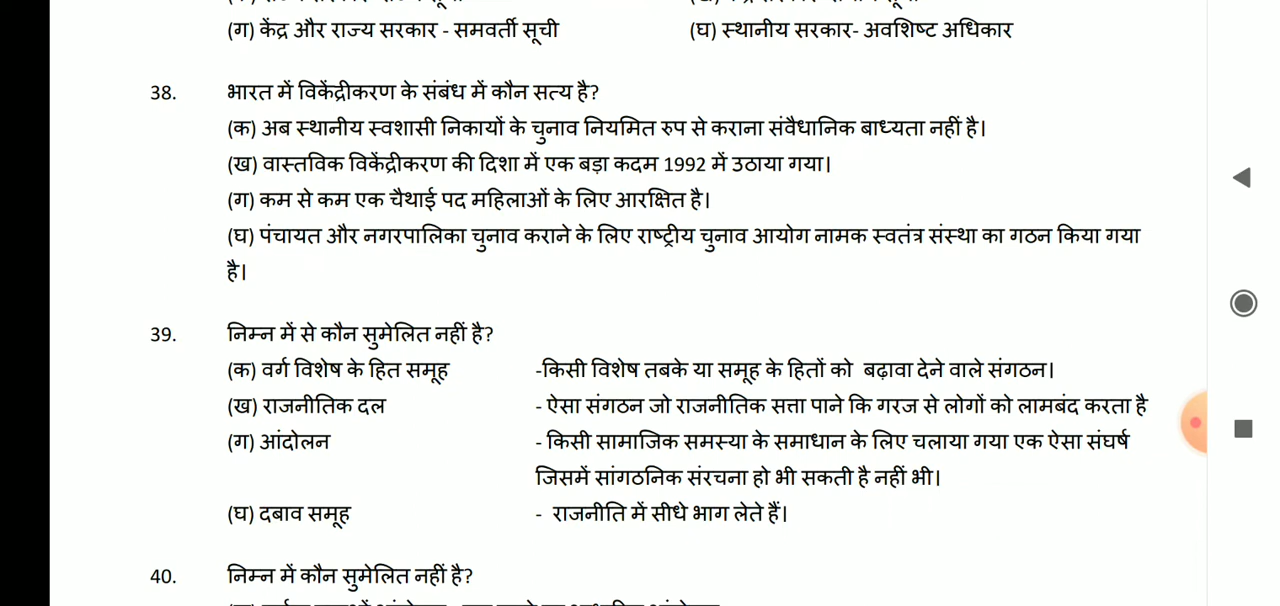 (ग) केंद्र और राज्य सरकार - समवर्ती सूची (घ) स्थानीय सरकार- अवशिष्ट अधिकार
38. भारत में विकेंद्रीकरण के संबंध में कौन सत्य है?
(क) अब स्थानीय स्वशासी निकायों के चुनाव नियमित रुप से कराना संवैधानिक बाध्यता नहीं है।
(ख) वास्तविक विकेंद्रीकरण की दिशा में एक बड़ा कदम 1992 में उठाया गया।
(ग) कम से कम एक चैथाई पद महिलाओं के लिए आरक्षित है।
(घ) पंचायत और नगरपालिका चुनाव कराने के लिए राष्ट्रीय चुनाव आयोग नामक स्वतंत्र संस्था का गठन किया गया
है।
39. निम्न में से कौन सुमेलित नहीं है?
(क) वर्ग विशेष के हित समूह -किसी विशेष तबके या समूह के हितों को बढ़ावा देने वाले संगठन।
(ख) राजनीतिक दल - ऐसा संगठन जो राजनीतिक सत्ता पाने कि गरज से लोगों को लामबंद करता है
(ग) आंदोलन - किसी सामाजिक समस्या के समाधान के लिए चलाया गया एक ऐसा संघर्ष
जिसमें सांगठनिक संरचना हो भी सकती है नहीं भी।
(घ) दबाव समूह - राजनीति में सीधे भाग लेते हैं।
40. निम्न में कौन सुमेलित नहीं है?